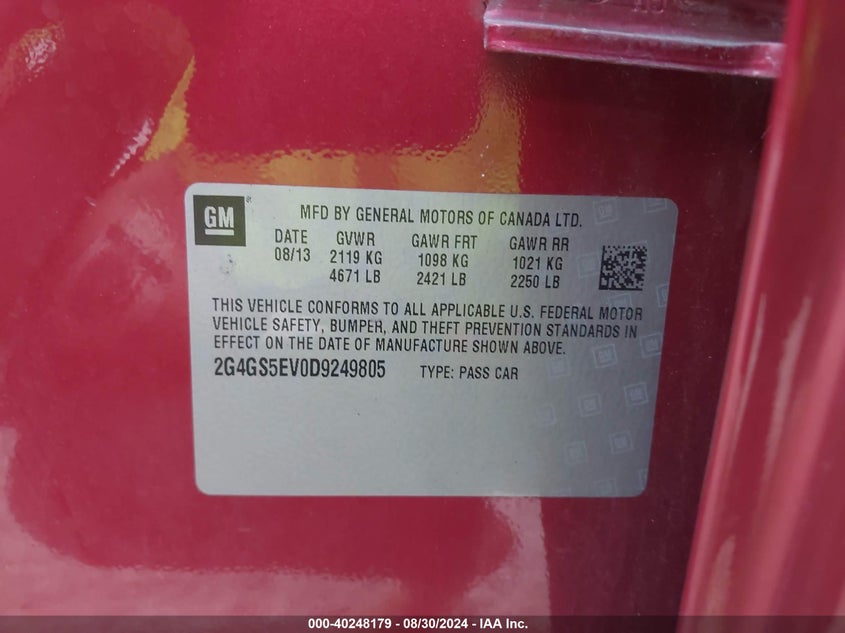 GM
MFD BY GENERAL MOTORS OF CANADA LTD.
DATE GVWR GAWR FRT GAWR RR
08/13 2119 KG 1098 KG 1021 KG
4671 LB 2421 LB 2250 LB
THIS VEHICLE CONFORMS TO ALL APPLICABLE U.S. FEDERAL MOTOR
VEHICLE SAFETY, BUMPER, AND THEFT PREVENTION STANDARDS IN
EFFECT ON THE DATE OF MANUFACTURE SHOWN ABOVE.
2G4GS5EV0D9249805 TYPE: PASS CAR
000-40248179 - 08/30/2024 - IAA Inc.